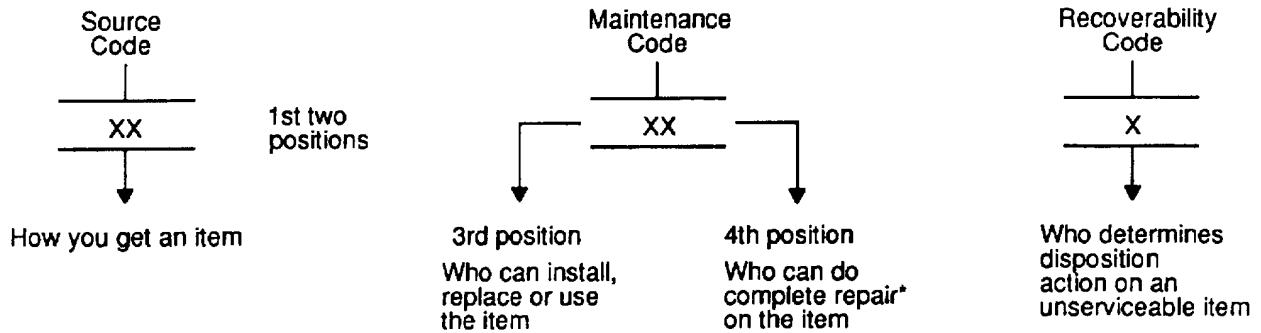 Source
Code
XX
1st two
positions
How you get an item
Maintenance
Code
XX
3rd position
Who can install,
replace or use
the item
4th position
Who can do
complete repair*
on the item
Recoverability
Code
X
Who determines
disposition
action on an
unserviceable item